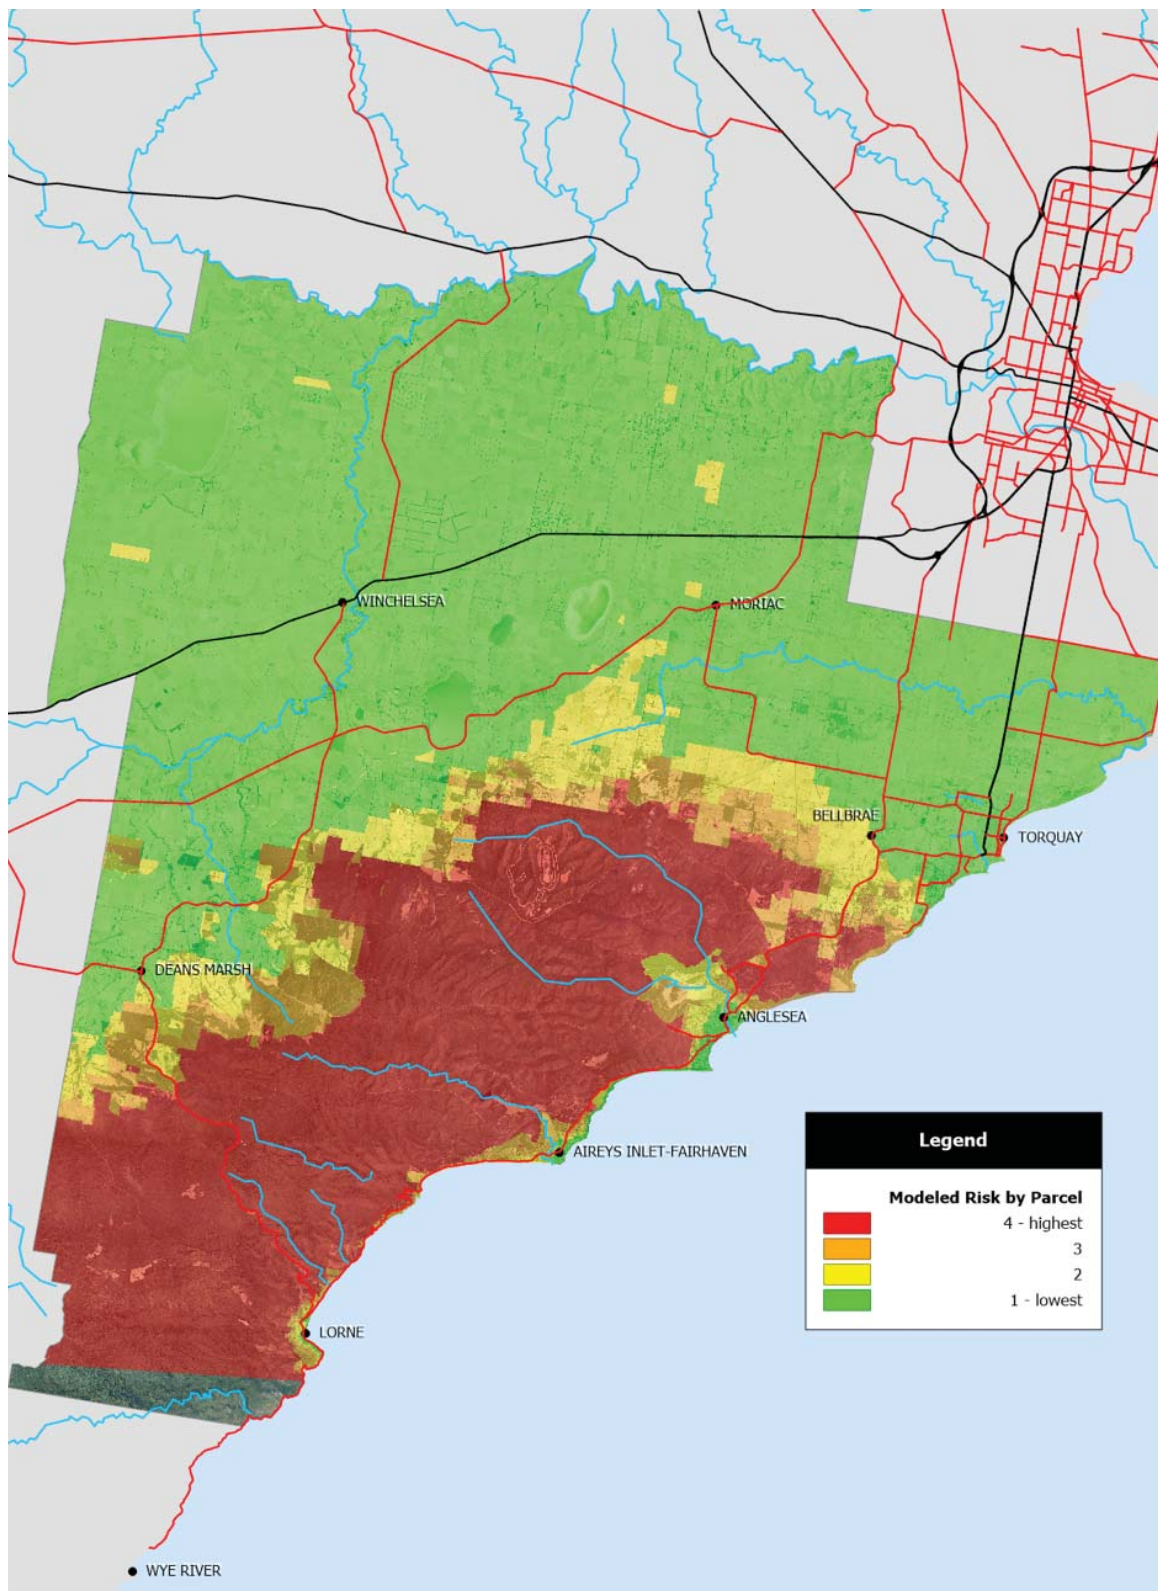 WINCHELSEA
MORIAC
BELLBRAE
TORQUAY
DEANS MARSH
ANGLESEA
AIREYS INLET-FAIRHAVEN
Legend
Modeled Risk by Parcel
4 - highest
3
2
1 - lowest
LORNE
WYE RIVER